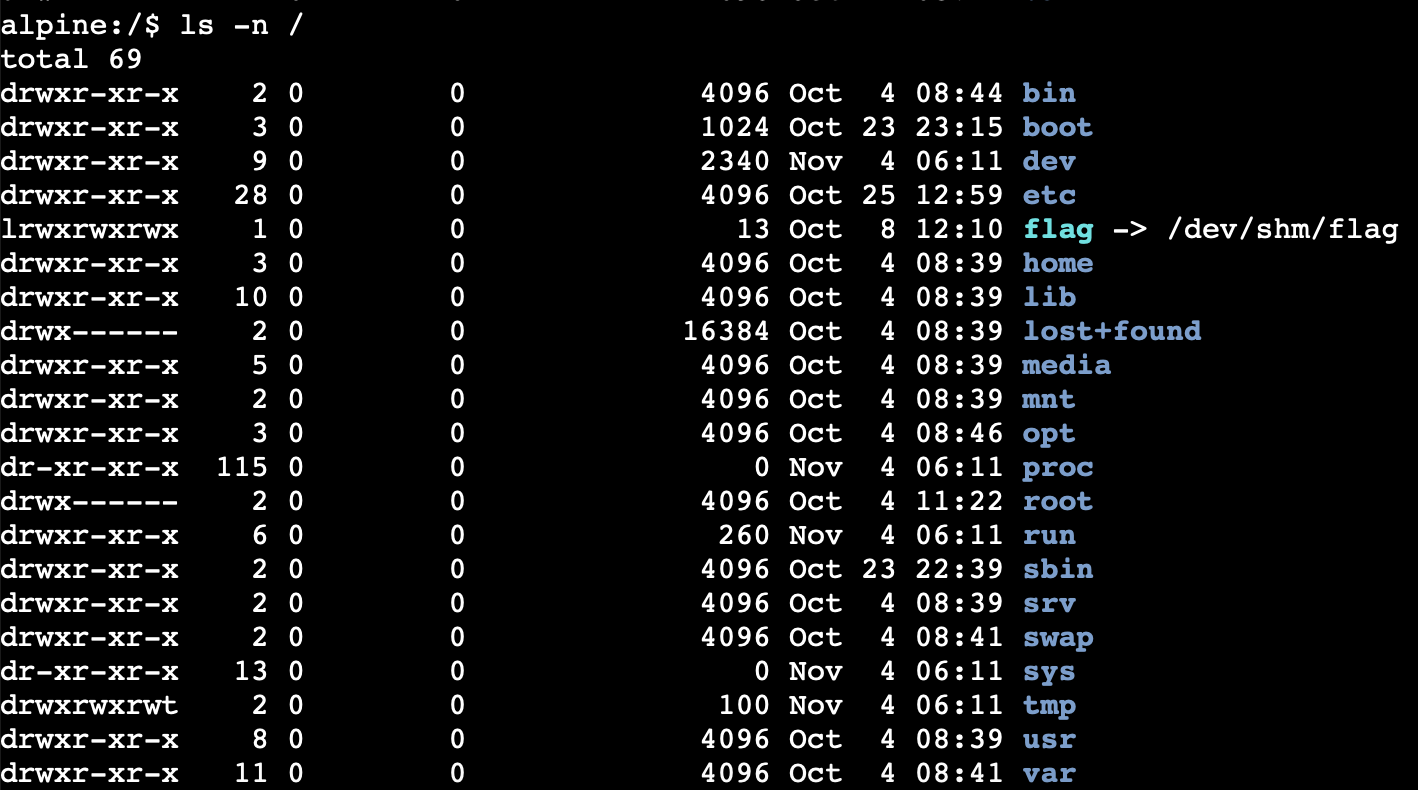 alpine:/$ ls -n /
total 69
drwxr-xr-x    2 0        0             4096 Oct  4 08:44 bin
drwxr-xr-x    3 0        0             1024 Oct 23 23:15 boot
drwxr-xr-x    9 0        0             2340 Nov  4 06:11 dev
drwxr-xr-x   28 0        0             4096 Oct 25 12:59 etc
lrwxrwxrwx    1 0        0               13 Oct  8 12:10 flag -> /dev/shm/flag
drwxr-xr-x    3 0        0             4096 Oct  4 08:39 home
drwxr-xr-x   10 0        0             4096 Oct  4 08:39 lib
drwx------    2 0        0            16384 Oct  4 08:39 lost+found
drwxr-xr-x    5 0        0             4096 Oct  4 08:39 media
drwxr-xr-x    2 0        0             4096 Oct  4 08:39 mnt
drwxr-xr-x    3 0        0             4096 Oct  4 08:46 opt
dr-xr-xr-x  115 0        0                0 Nov  4 06:11 proc
drwx------    2 0        0             4096 Oct  4 11:22 root
drwxr-xr-x    6 0        0              260 Nov  4 06:11 run
drwxr-xr-x    2 0        0             4096 Oct 23 22:39 sbin
drwxr-xr-x    2 0        0             4096 Oct  4 08:39 srv
drwxr-xr-x    2 0        0             4096 Oct  4 08:41 swap
dr-xr-xr-x   13 0        0                0 Nov  4 06:11 sys
drwxrwxrwt    2 0        0              100 Nov  4 06:11 tmp
drwxr-xr-x    8 0        0             4096 Oct  4 08:39 usr
drwxr-xr-x   11 0        0             4096 Oct  4 08:41 var